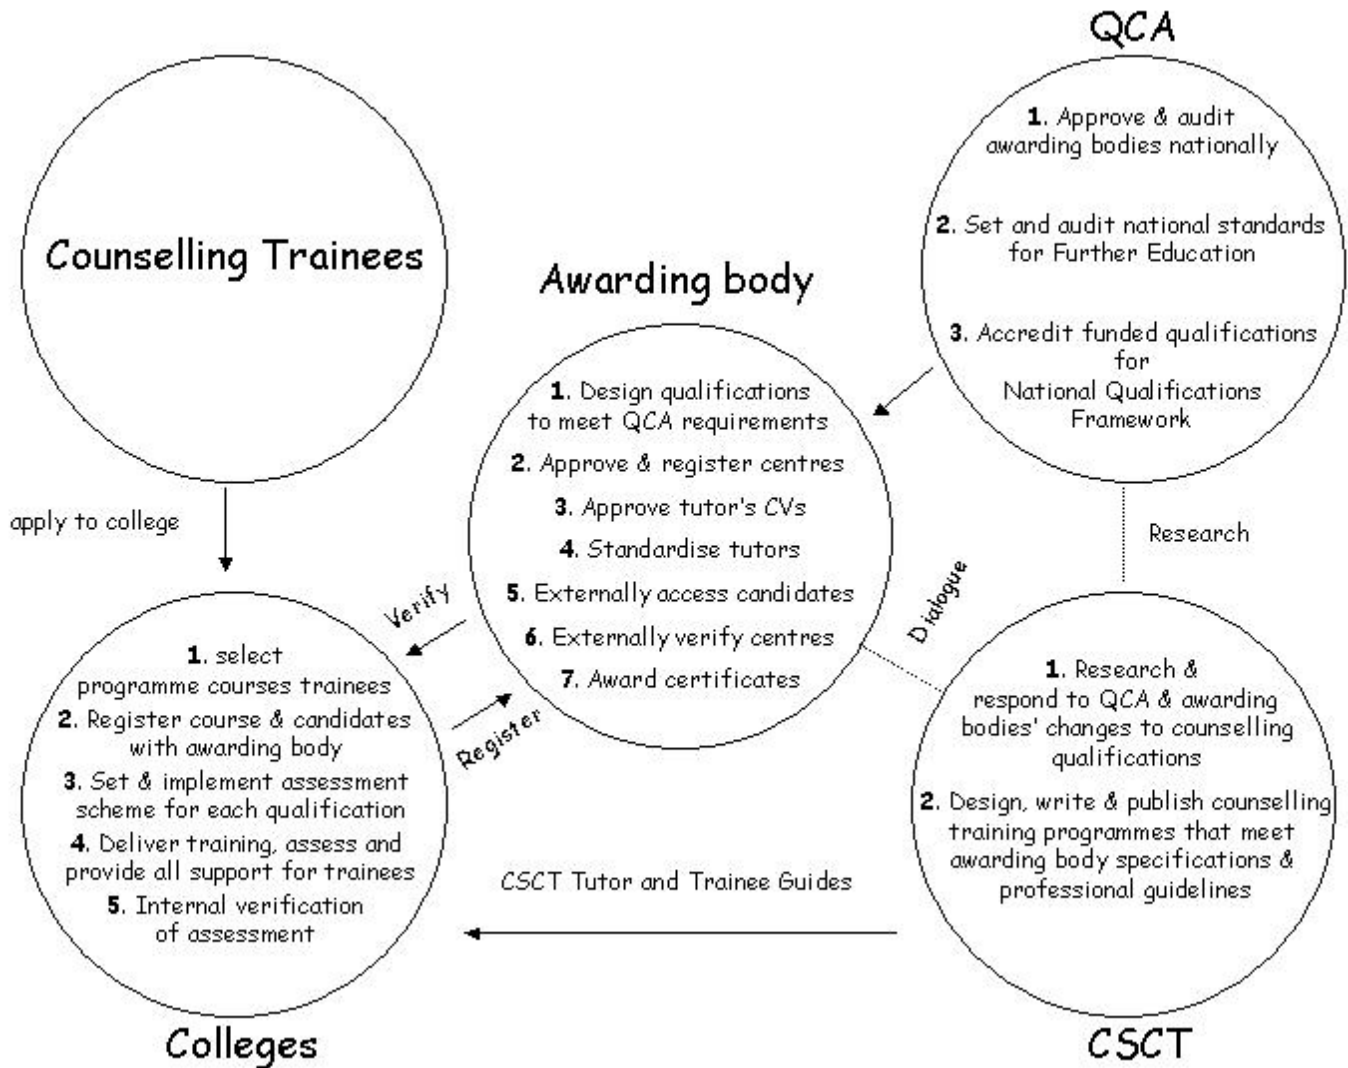 QCA
1. Approve & audit
awarding bodies nationally
2. Set and audit national standards
for Further Education
3. Accredit funded qualifications
for
National Qualifications
Framework
Counselling Trainees
Awarding body
1. Design qualifications
to meet QCA requirements
2. Approve & register centres
3. Approve tutor's CVs
4. Standardise tutors
5. Externally access candidates
6. Externally verify centres
7. Award certificates
apply to college
Research
Verify
Register
Dialogue
1. select
programme courses trainees
2. Register course & candidates
with awarding body
3. Set & implement assessment
scheme for each qualification
4. Deliver training, assess and
provide all support for trainees
5. Internal verification
of assessment
Colleges
CSCT Tutor and Trainee Guides
1. Research &
respond to QCA & awarding
bodies' changes to counselling
qualifications
2. Design, write & publish counselling
training programmes that meet
awarding body specifications &
professional guidelines
CSCT